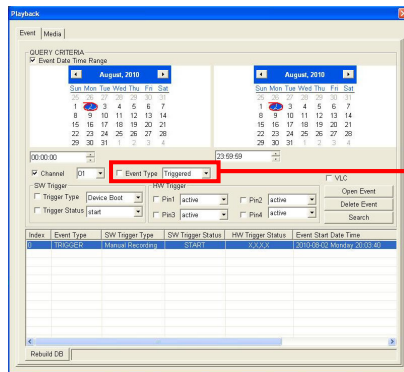 Playback
Event Media
QUERY CRITERIA
Event Date Time Range
August, 2010 August, 2010
Sun Mon Tue Wed Thu Fri Sat Sun Mon Tue Wed Thu Fri Sat
25 26 27 28 29 30 31 25 26 27 28 29 30 31
1 2 3 4 5 6 7 1 2 3 4 5 6 7
8 9 10 11 12 13 14 8 9 10 11 12 13 14
15 16 17 18 19 20 21 15 16 17 18 19 20 21
22 23 24 25 26 27 28 22 23 24 25 26 27 28
29 30 31 1 2 3 4 29 30 31 1 2 3 4
00:00:00 23:59:59
Channel 01 Event Type Triggered VLC
SW Trigger HW Trigger
Trigger Type Device Boot Pin1 active Pin2 active Open Event
Trigger Status start Pin3 active Pin4 active Delete Event
Search
Index Event Type SW Trigger Type SW Trigger Status HW Trigger Status Event Start Date Time
0 TRIGGER Manual Recording START X,X,X,X 2010-08-02 Monday 20:03:40
Rebuild DB